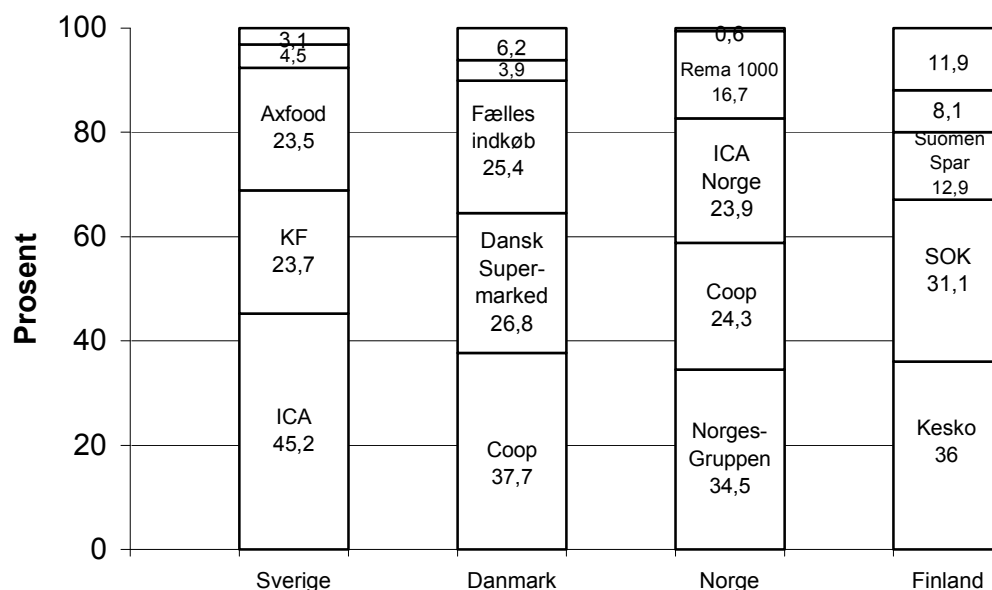 Prosent
100
80
60
40
20
0
3,1
4,5
Axfood
23,5
KF
23,7
ICA
45,2
Sverige
6,2
3,9
Fælles
indkøb
25,4
Dansk
Super-
marked
26,8
Coop
37,7
Danmark
0,6
Rema 1000
16,7
ICA
Norge
23,9
Coop
24,3
Norges-
Gruppen
34,5
Norge
11,9
8,1
Suomen
Spar
12,9
SOK
31,1
Kesko
36
Finland